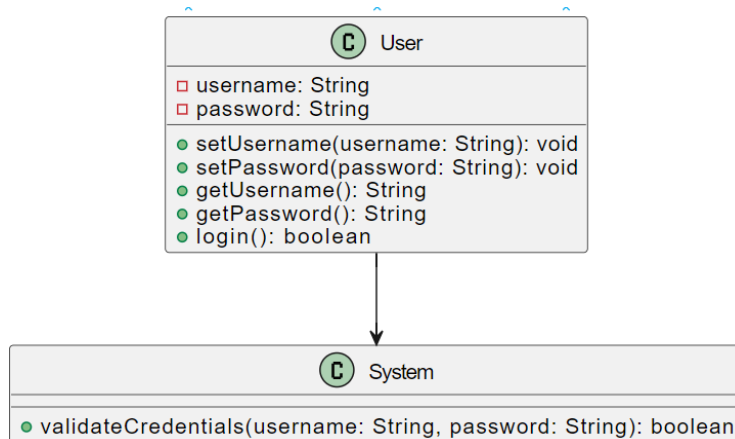 C User
username: String
password: String
setUsername(username: String): void
setPassword(password: String): void
getUsername(): String
getPassword(): String
login(): boolean
C System
validateCredentials(username: String, password: String): boolean